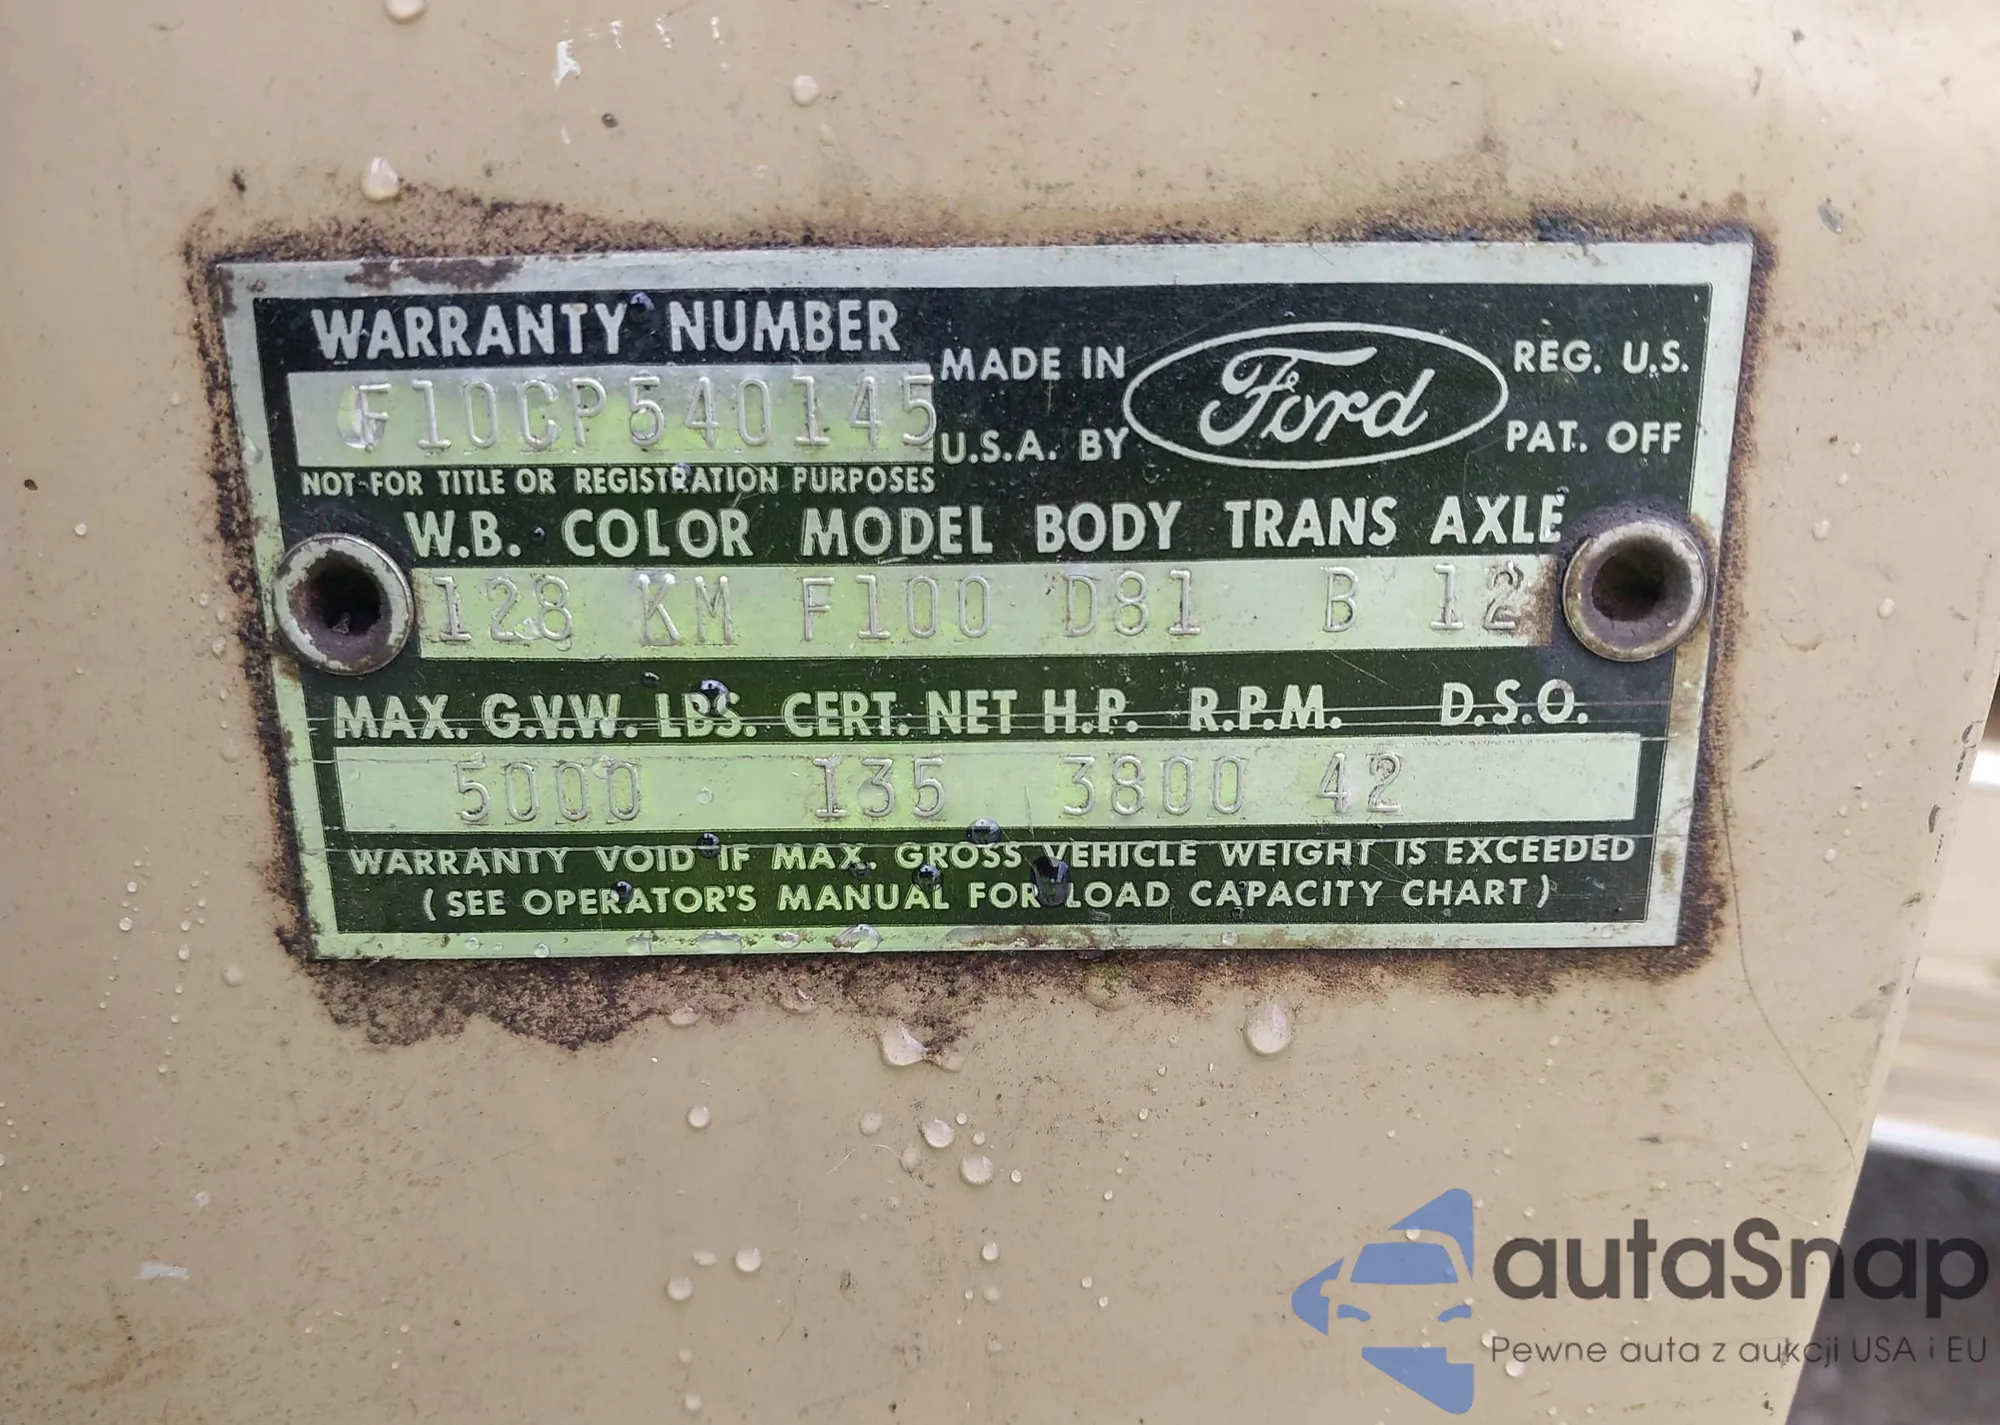 WARRANTY NUMBER
F10CP540145
NOT FOR TITLE OR REGISTRATION PURPOSES
MADE IN
U.S.A. BY
Ford
REG. U.S.
PAT. OFF
W.B. COLOR MODEL BODY TRANS AXLE
128 KM F100 D81 B 12
MAX. G.V.W. LBS. CERT. NET H.P. R.P.M. D.S.O.
5000 135 3800 42
WARRANTY VOID IF MAX. GROSS VEHICLE WEIGHT IS EXCEEDED
(SEE OPERATOR'S MANUAL FOR LOAD CAPACITY CHART)
autaSnap
Pewne auta z aukcji USA i EU